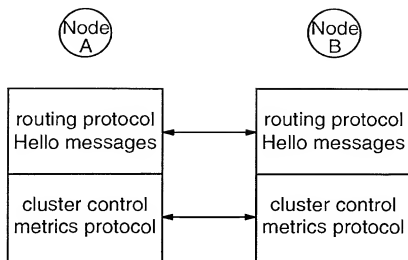 Node
A
Node
B
routing protocol
Hello messages
routing protocol
Hello messages
cluster control
metrics protocol
cluster control
metrics protocol